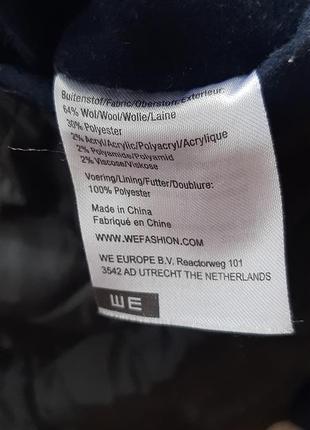 Buitenstof/Fabric/Oberstoff/Exterieur:
64% Wol/Wool/Wolle/Laine
30% Polyester
2% Acryl/Acrylic/Polyacryl/Acrylique
2% Polyamide/Polyamid
2% Viscose/Viskose
Voering/Lining/Futter/Doublure:
100% Polyester
Made in China
Fabriqué en Chine
WWW.WEFASHION.COM
WE EUROPE B.V. Reactorweg 101
3542 AD UTRECHT THE NETHERLANDS
WE